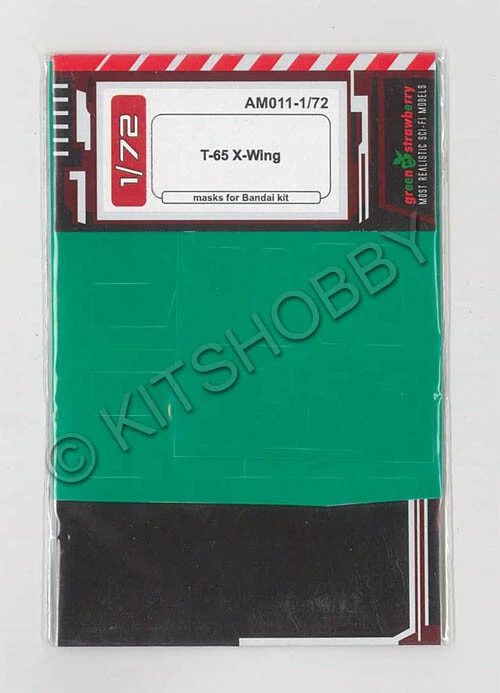 AM011-1/72
1/72
T-65 X-Wing
masks for Bandai kit
green strawberry
MOST REALISTIC SCI-FI MODELS
© KITSHOBBY